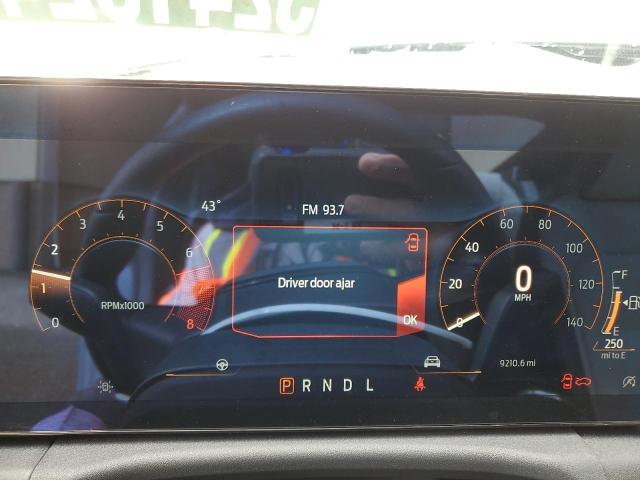 43°
FM 93.7
Driver door ajar
OK
0 1 2 3 4 5 6 8
RPMx1000
0 20 40 60 80 100 120 140
0
MPH
F
E
250
mi to E
9210.6 mi
P R N D L